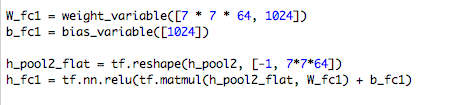 W_fc1 = weight_variable([7 * 7 * 64, 1024])
b_fc1 = bias_variable([1024])
h_pool2_flat = tf.reshape(h_pool2, [-1, 7*7*64])
h_fc1 = tf.nn.relu(tf.matmul(h_pool2_flat, W_fc1) + b_fc1)